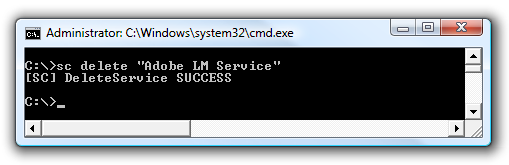 Administrator: C:\Windows\system32\cmd.exe
C:\>sc delete "Adobe LM Service"
[SC] DeleteService SUCCESS
C:\>_